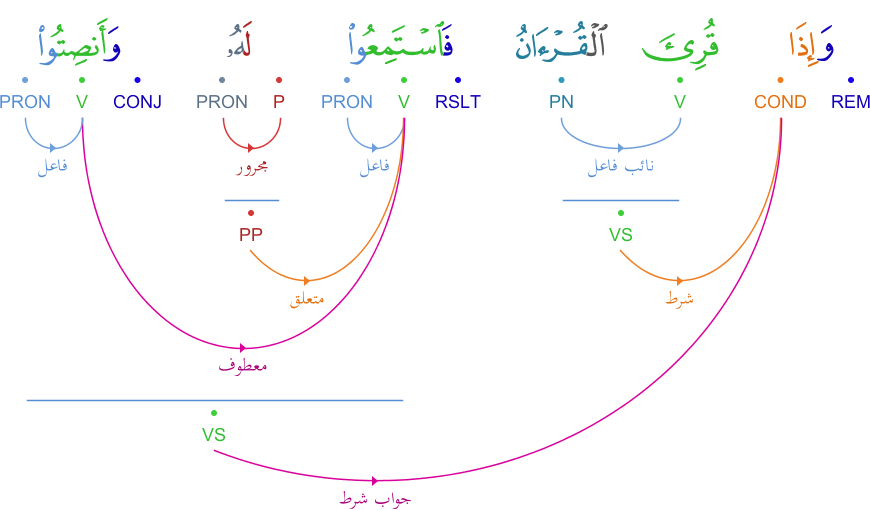 وَإِذَا قُرِئَ ٱلْقُرْءَانُ فَٱسْتَمِعُوا۟ لَهُۥ وَأَنصِتُوا۟
REM COND V PN RSLT V PRON P PRON CONJ V PRON
نائب فاعل فاعل مجرور فاعل
VS PP
شرط متعلق
معطوف
VS
جواب شرط